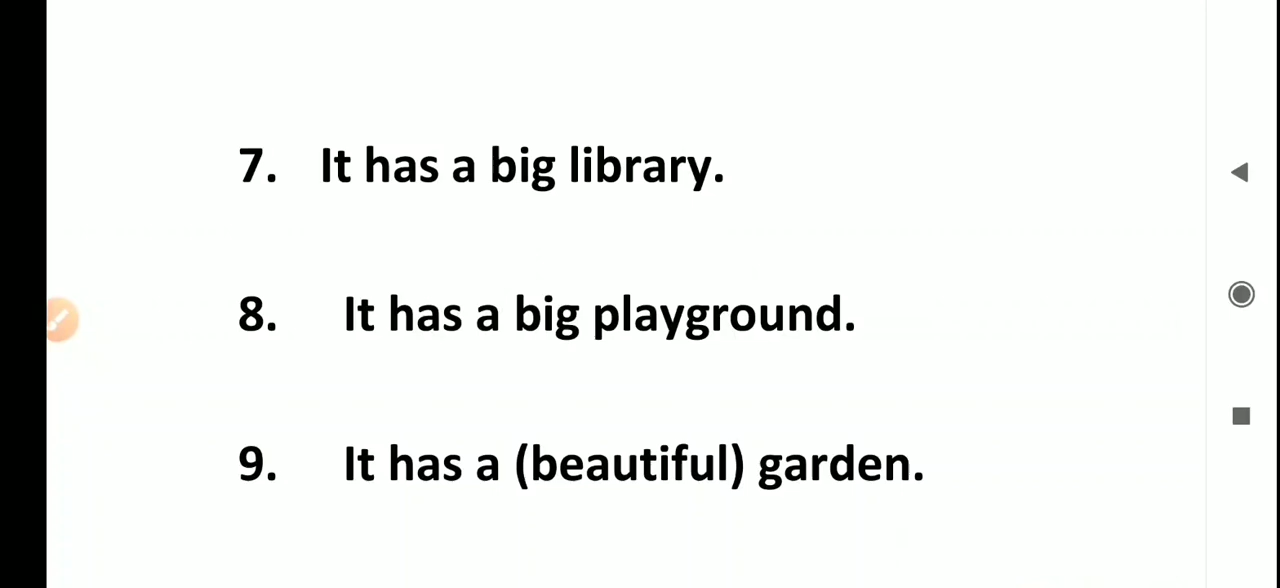 7. It has a big library.
8. It has a big playground.
9. It has a (beautiful) garden.